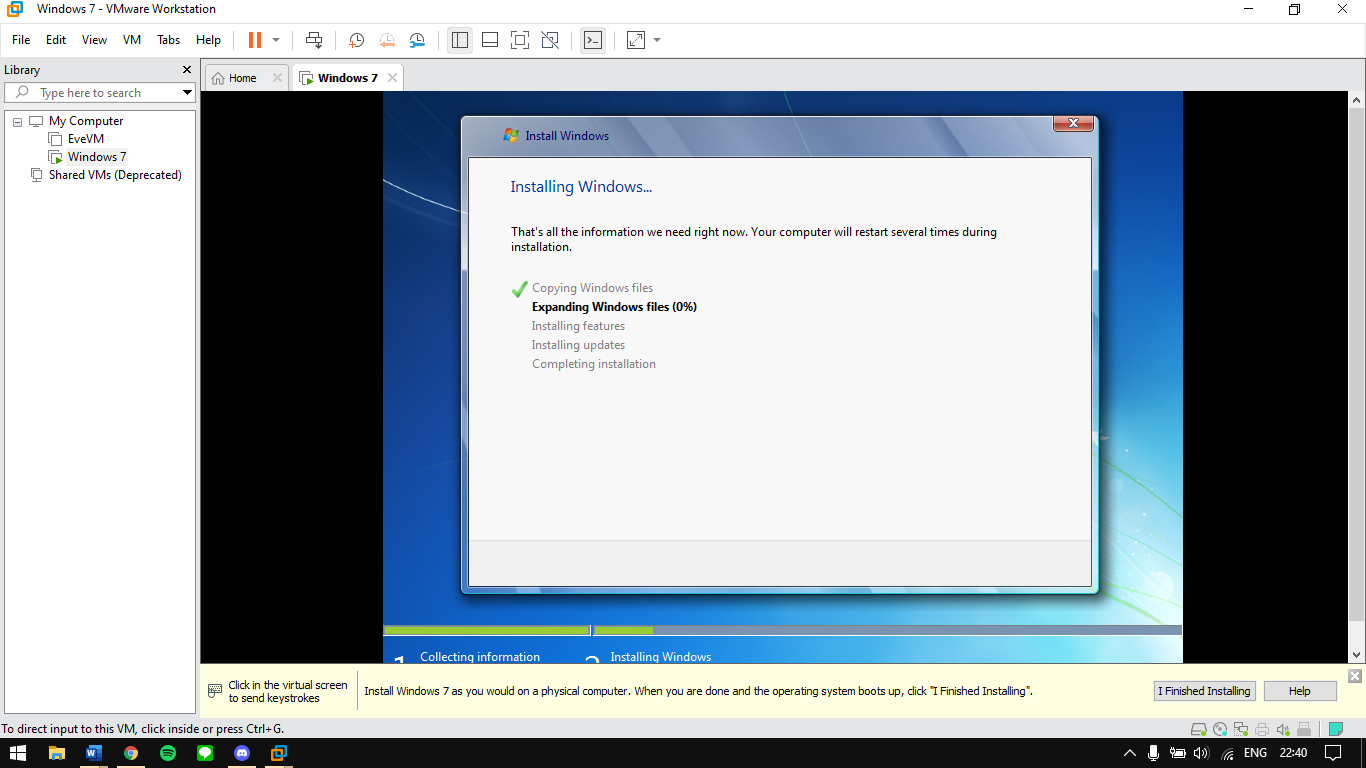 Windows 7 - VMware Workstation
File Edit View VM Tabs Help
Library
Type here to search
My Computer
EveVM
Windows 7
Shared VMs (Deprecated)
Home
Windows 7
Install Windows
Installing Windows...
That's all the information we need right now. Your computer will restart several times during
installation.
Copying Windows files
Expanding Windows files (0%)
Installing features
Installing updates
Completing installation
1 Collecting information
2 Installing Windows
Click in the virtual screen
to send keystrokes
Install Windows 7 as you would on a physical computer. When you are done and the operating system boots up, click "I Finished Installing".
I Finished Installing
Help
To direct input to this VM, click inside or press Ctrl+G.
ENG 22:40